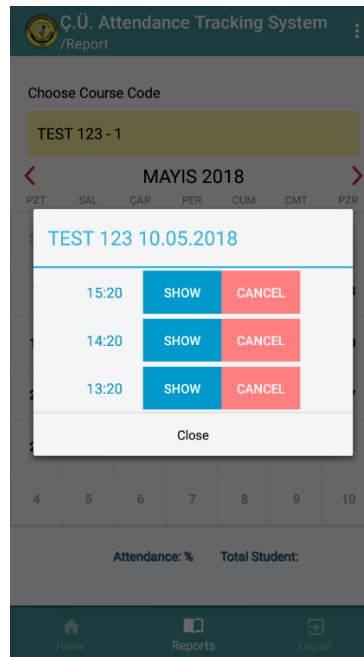 Ç.Ü. Attendance Tracking System
/Report
Choose Course Code
TEST 123 - 1
MAYIS 2018
PZT SAL ÇAR PER CUM CMT PZR
TEST 123 10.05.2018
15:20 SHOW CANCEL
14:20 SHOW CANCEL
13:20 SHOW CANCEL
Close
4 5 6 7 8 9 10
Attendance: % Total Student:
Home Reports Logout